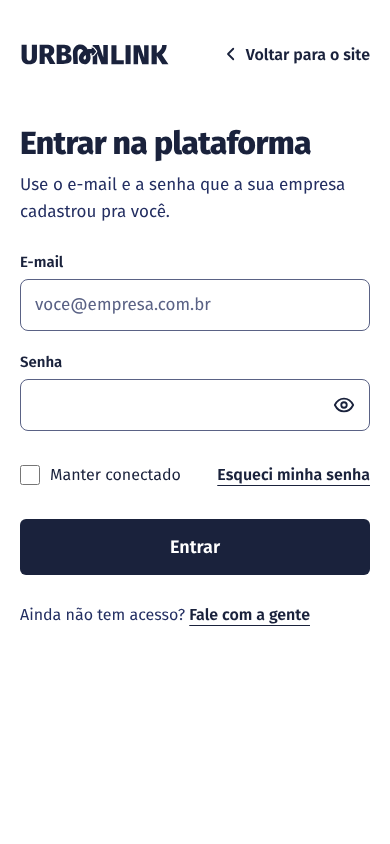 URBANLINK
Voltar para o site
Entrar na plataforma
Use o e-mail e a senha que a sua empresa
cadastrou pra você.
E-mail
voce@empresa.com.br
Senha
Manter conectado
Esqueci minha senha
Entrar
Ainda não tem acesso? Fale com a gente